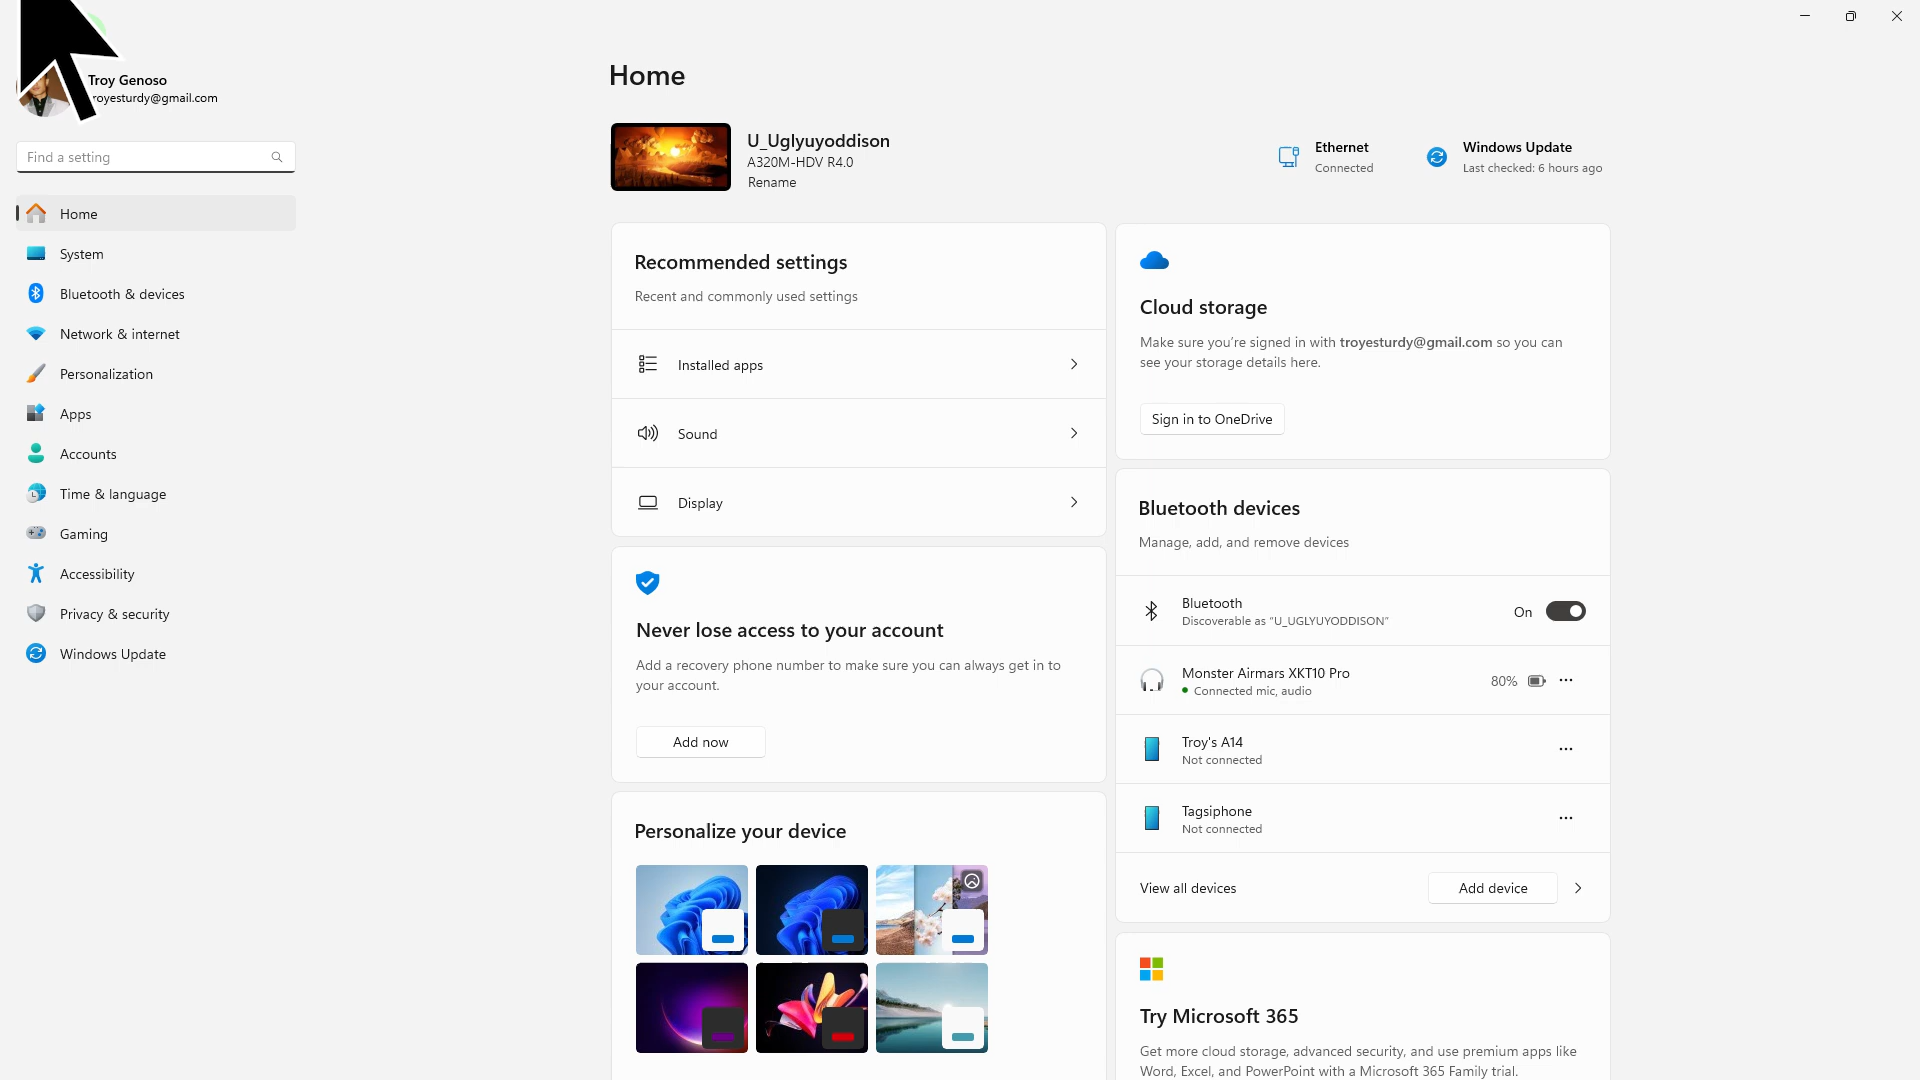 Troy Genoso
royesturdy@gmail.com
Find a setting
Home
System
Bluetooth & devices
Network & internet
Personalization
Apps
Accounts
Time & language
Gaming
Accessibility
Privacy & security
Windows Update
Home
U_Uglyuyoddison
A320M-HDV R4.0
Rename
Ethernet
Connected
Windows Update
Last checked: 6 hours ago
Recommended settings
Recent and commonly used settings
Installed apps
Sound
Display
Never lose access to your account
Add a recovery phone number to make sure you can always get in to
your account.
Add now
Personalize your device
Cloud storage
Make sure you're signed in with troyesturdy@gmail.com so you can
see your storage details here.
Sign in to OneDrive
Bluetooth devices
Manage, add, and remove devices
Bluetooth
Discoverable as "U_UGLYUYODDISON"
On
Monster Airmars XKT10 Pro
Connected mic, audio
80%
Troy's A14
Not connected
Tagsiphone
Not connected
View all devices
Add device
Try Microsoft 365
Get more cloud storage, advanced security, and use premium apps like
Word, Excel, and PowerPoint with a Microsoft 365 Family trial.